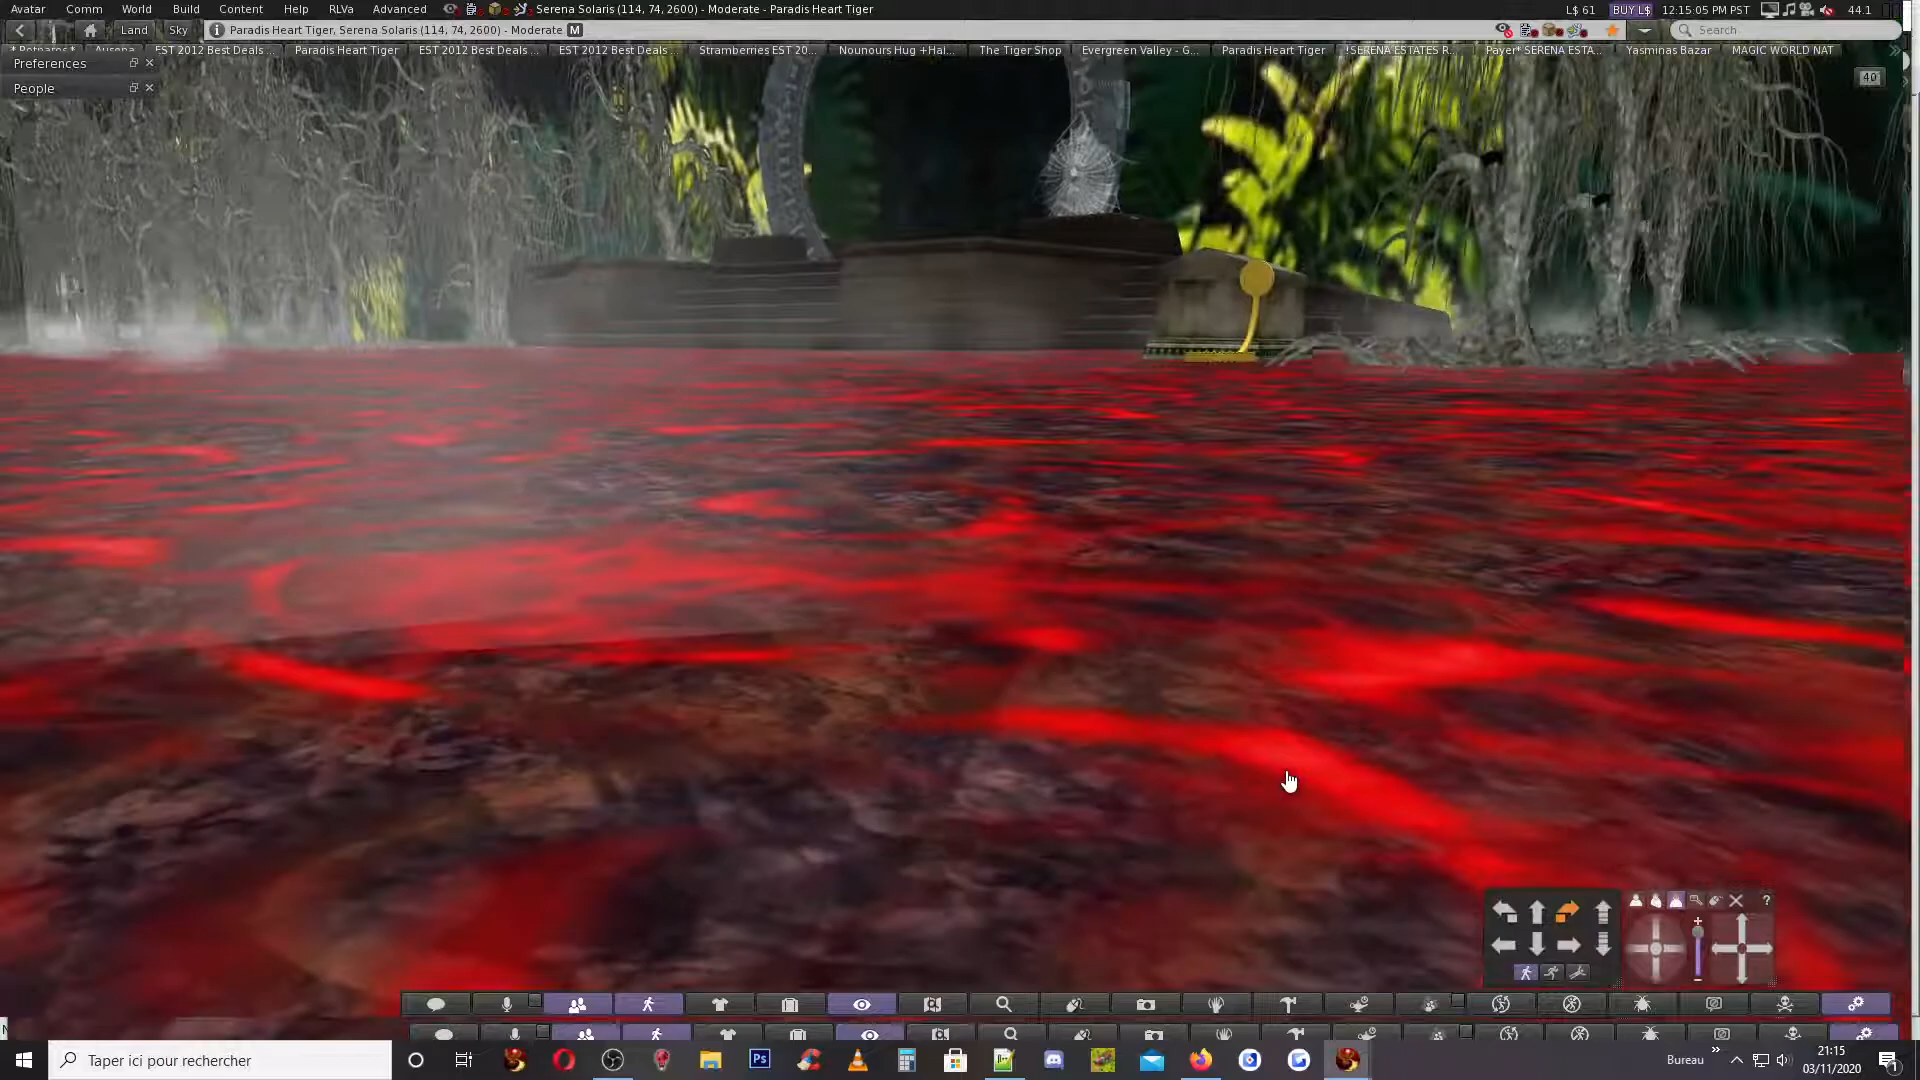 Avatar Comm World Build Content Help RLVa Advanced Serena Solaris (114, 74, 2600) - Moderate - Paradis Heart Tiger L$ 61 BUY L$ 12:15:05 PM PST 44.1
Land Sky Paradis Heart Tiger, Serena Solaris (114, 74, 2600) - Moderate M Search
EST 2012 Best Deals ... Paradis Heart Tiger EST 2012 Best Deals ... EST 2012 Best Deals ... Stramberries EST 20... Nounours Hug +Hal... The Tiger Shop Evergreen Valley - G... Paradis Heart Tiger !SERENA ESTATES R... Payer* SERENA ESTA... Yasminas Bazar MAGIC WORLD NAT
Preferences
People
40
?
Taper ici pour rechercher
Ps
Bureau
21:15
03/11/2020
1